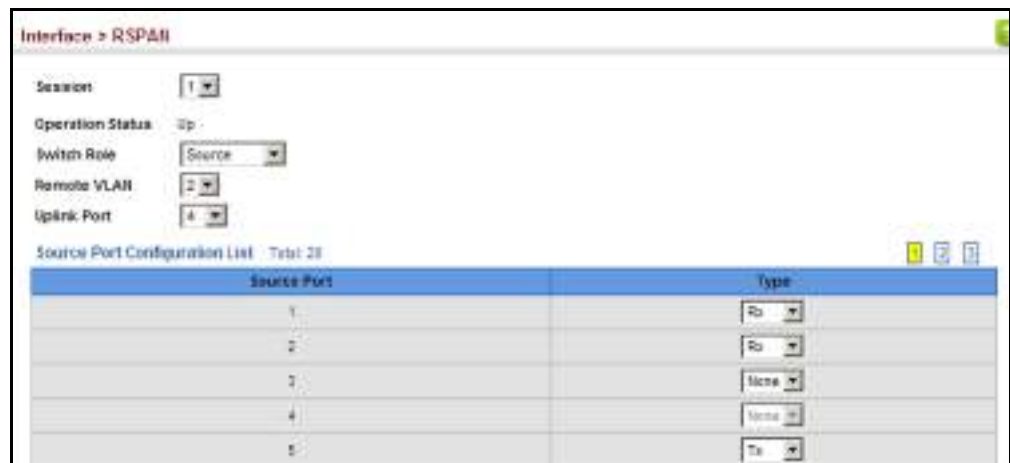 Interface > RSPAN
Session 1
Operation Status Up
Switch Role Source
Remote VLAN 2
Uplink Port 4
Source Port Configuration List Total: 28 1 2 3
Source Port Type
1 Rx
2 Rx
3 None
4 None
5 Tx